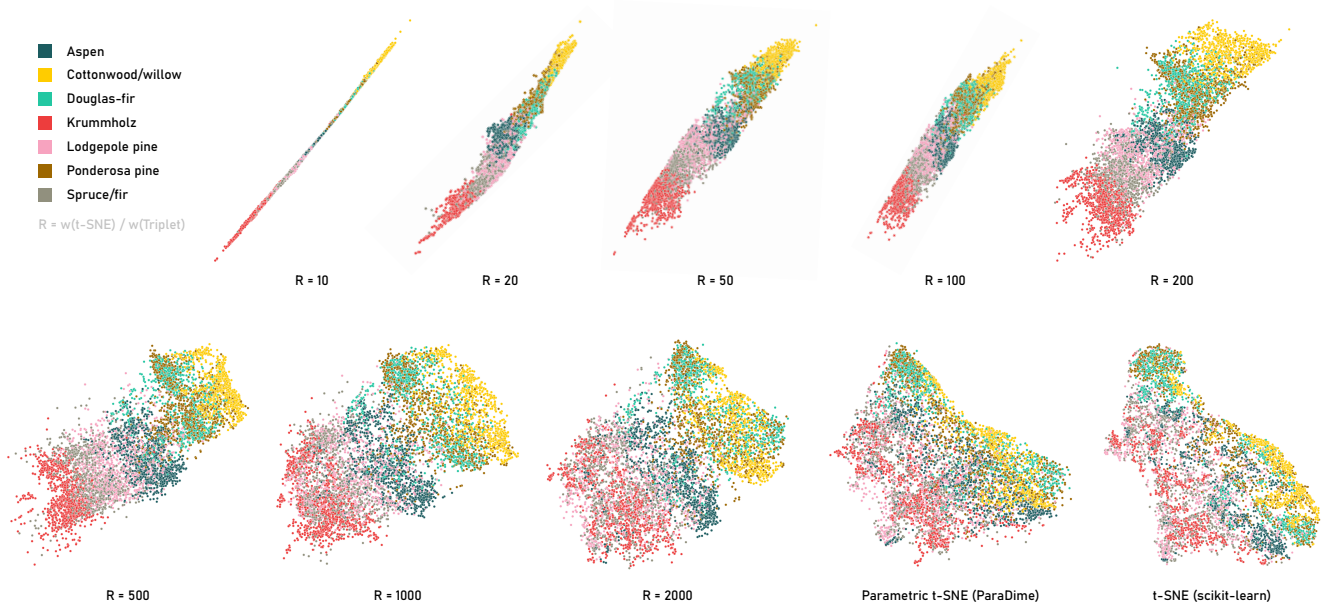 Aspen
Cottonwood/willow
Douglas-fir
Krummholz
Lodgepole pine
Ponderosa pine
Spruce/fir
R = w(t-SNE) / w(Triplet)
R = 10
R = 20
R = 50
R = 100
R = 200
R = 500
R = 1000
R = 2000
Parametric t-SNE (ParaDime)
t-SNE (scikit-learn)